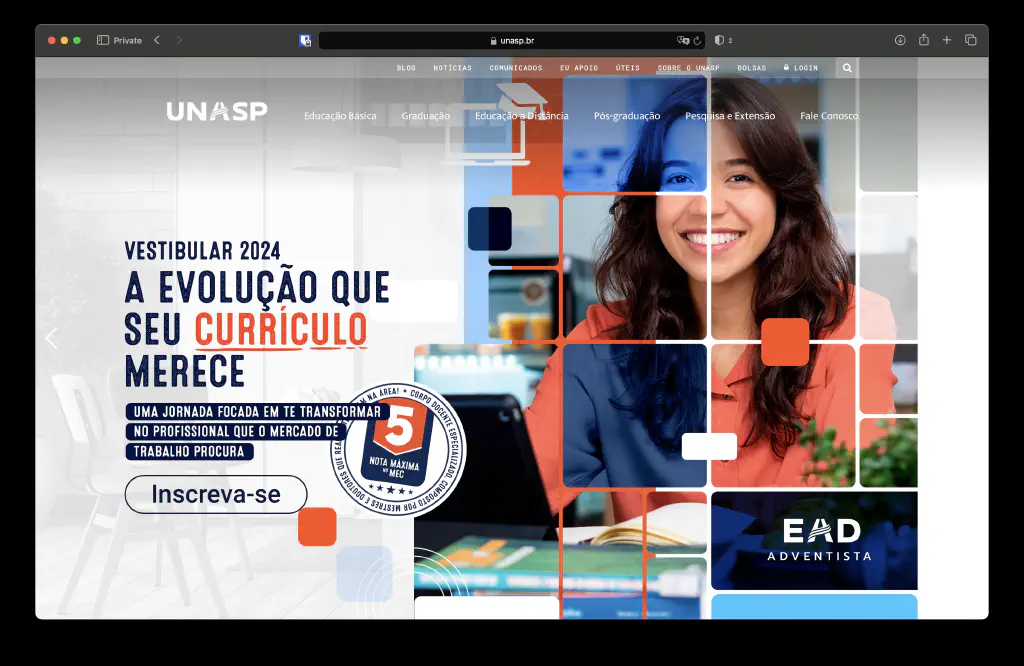 Private
unasp.br
2
BLOG NOTÍCIAS COMUNICADOS EU APOIO ÚTEIS SOBRE O UNASP BOLSAS LOGIN
UNASP
Educação Básica Graduação Educação a Distância Pós-graduação Pesquisa e Extensão Fale Conosco
VESTIBULAR 2024
A EVOLUÇÃO QUE
SEU CURRÍCULO
MERECE
UMA JORNADA FOCADA EM TE TRANSFORMAR
NO PROFISSIONAL QUE O MERCADO DE
TRABALHO PROCURA
Inscreva-se
CORPO DOCENTE ESPECIALIZADO, COMPOSTO POR MESTRES E DOUTORES QUE
NA ÁREA!
5
NOTA MÁXIMA
NO MEC
EAD
ADVENTISTA